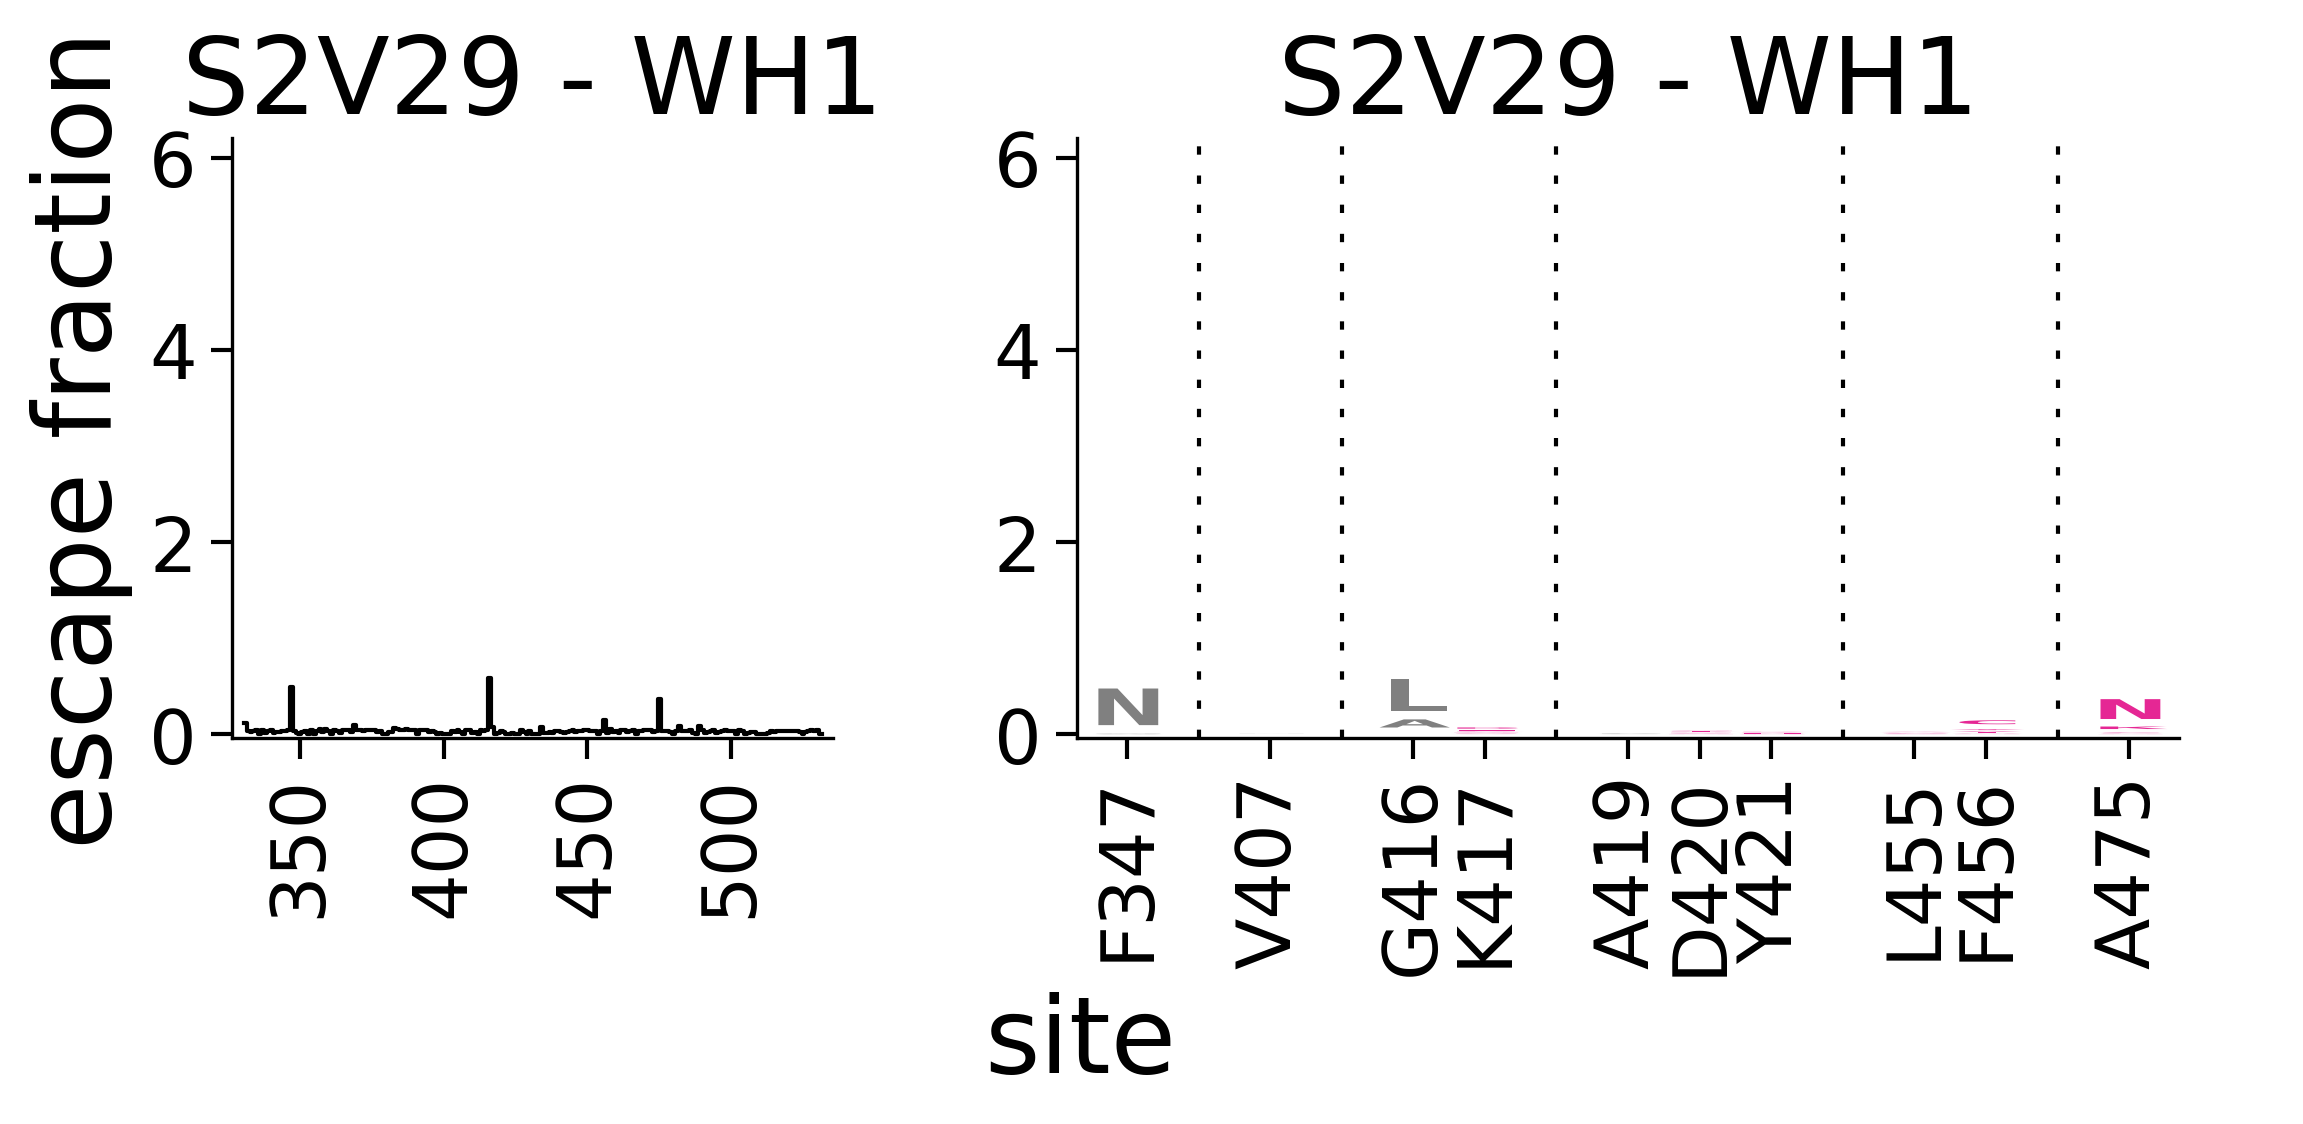 escape fraction
S2V29 - WH1
6
4
2
0
350
400
450
500
S2V29 - WH1
6
4
2
0
N
L
A
C
N
F347
V407
G416
K417
A419
D420
Y421
L455
F456
A475
site